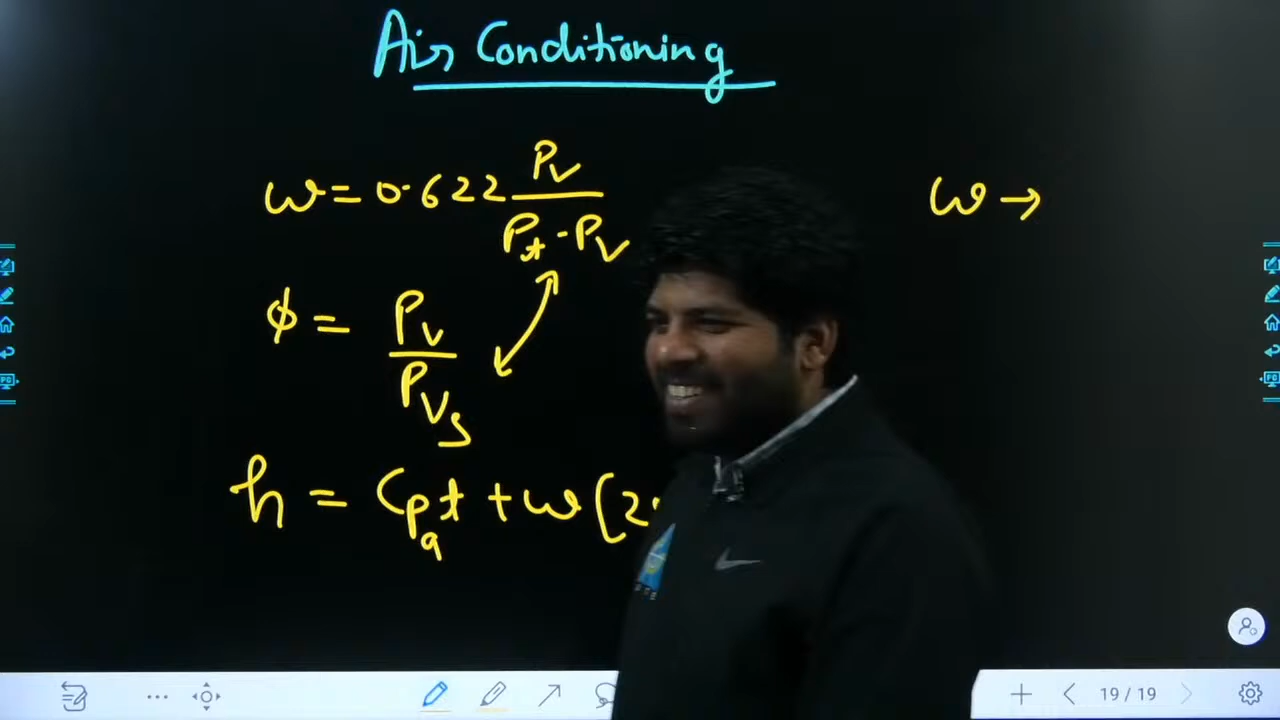 Air Conditioning
ω = 0.622 Pv / Pt - Pv
ω →
ϕ = Pv / Pvs
h = Cpa t + ω [2
19 / 19